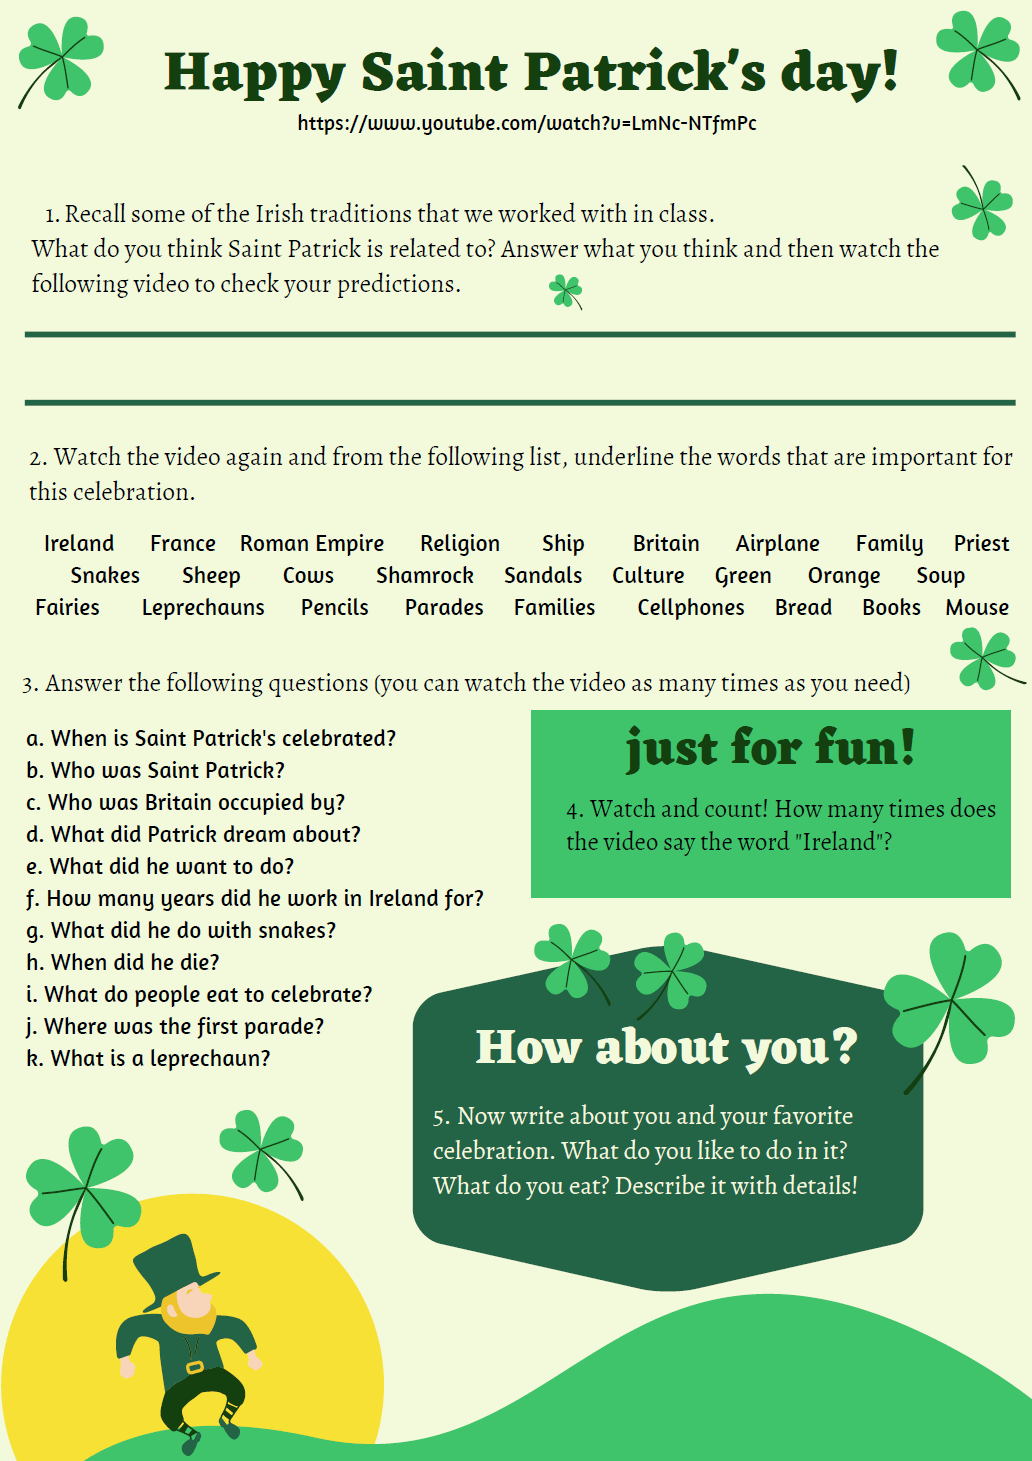 Happy Saint Patrick's day!
https://www.youtube.com/watch?v=LmNc-NTfmPc
1. Recall some of the Irish traditions that we worked with in class.
What do you think Saint Patrick is related to? Answer what you think and then watch the
following video to check your predictions.
2. Watch the video again and from the following list, underline the words that are important for
this celebration.
Ireland France Roman Empire Religion Ship Britain Airplane Family Priest
Snakes Sheep Cows Shamrock Sandals Culture Green Orange Soup
Fairies Leprechauns Pencils Parades Families Cellphones Bread Books Mouse
3. Answer the following questions (you can watch the video as many times as you need)
a. When is Saint Patrick's celebrated?
b. Who was Saint Patrick?
c. Who was Britain occupied by?
d. What did Patrick dream about?
e. What did he want to do?
f. How many years did he work in Ireland for?
g. What did he do with snakes?
h. When did he die?
i. What do people eat to celebrate?
j. Where was the first parade?
k. What is a leprechaun?
just for fun!
4. Watch and count! How many times does
the video say the word "Ireland"?
How about you?
5. Now write about you and your favorite
celebration. What do you like to do in it?
What do you eat? Describe it with details!